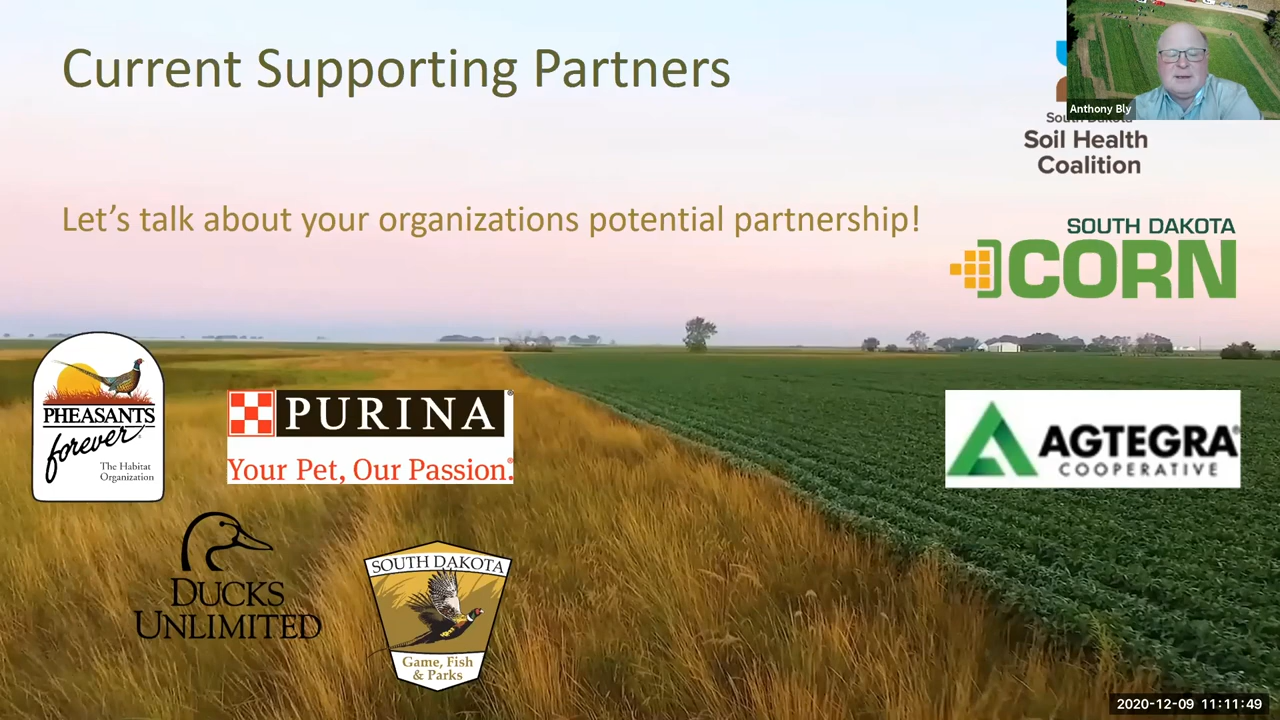 Current Supporting Partners
Anthony Bly
South Dakota
Soil Health
Coalition
Let's talk about your organizations potential partnership!
SOUTH DAKOTA
CORN
PHEASANTS
forever
The Habitat
Organization
PURINA
Your Pet, Our Passion.®
AGTEGRA
COOPERATIVE
DUCKS
UNLIMITED
SOUTH DAKOTA
Game, Fish
& Parks
2020-12-09 11:11:49